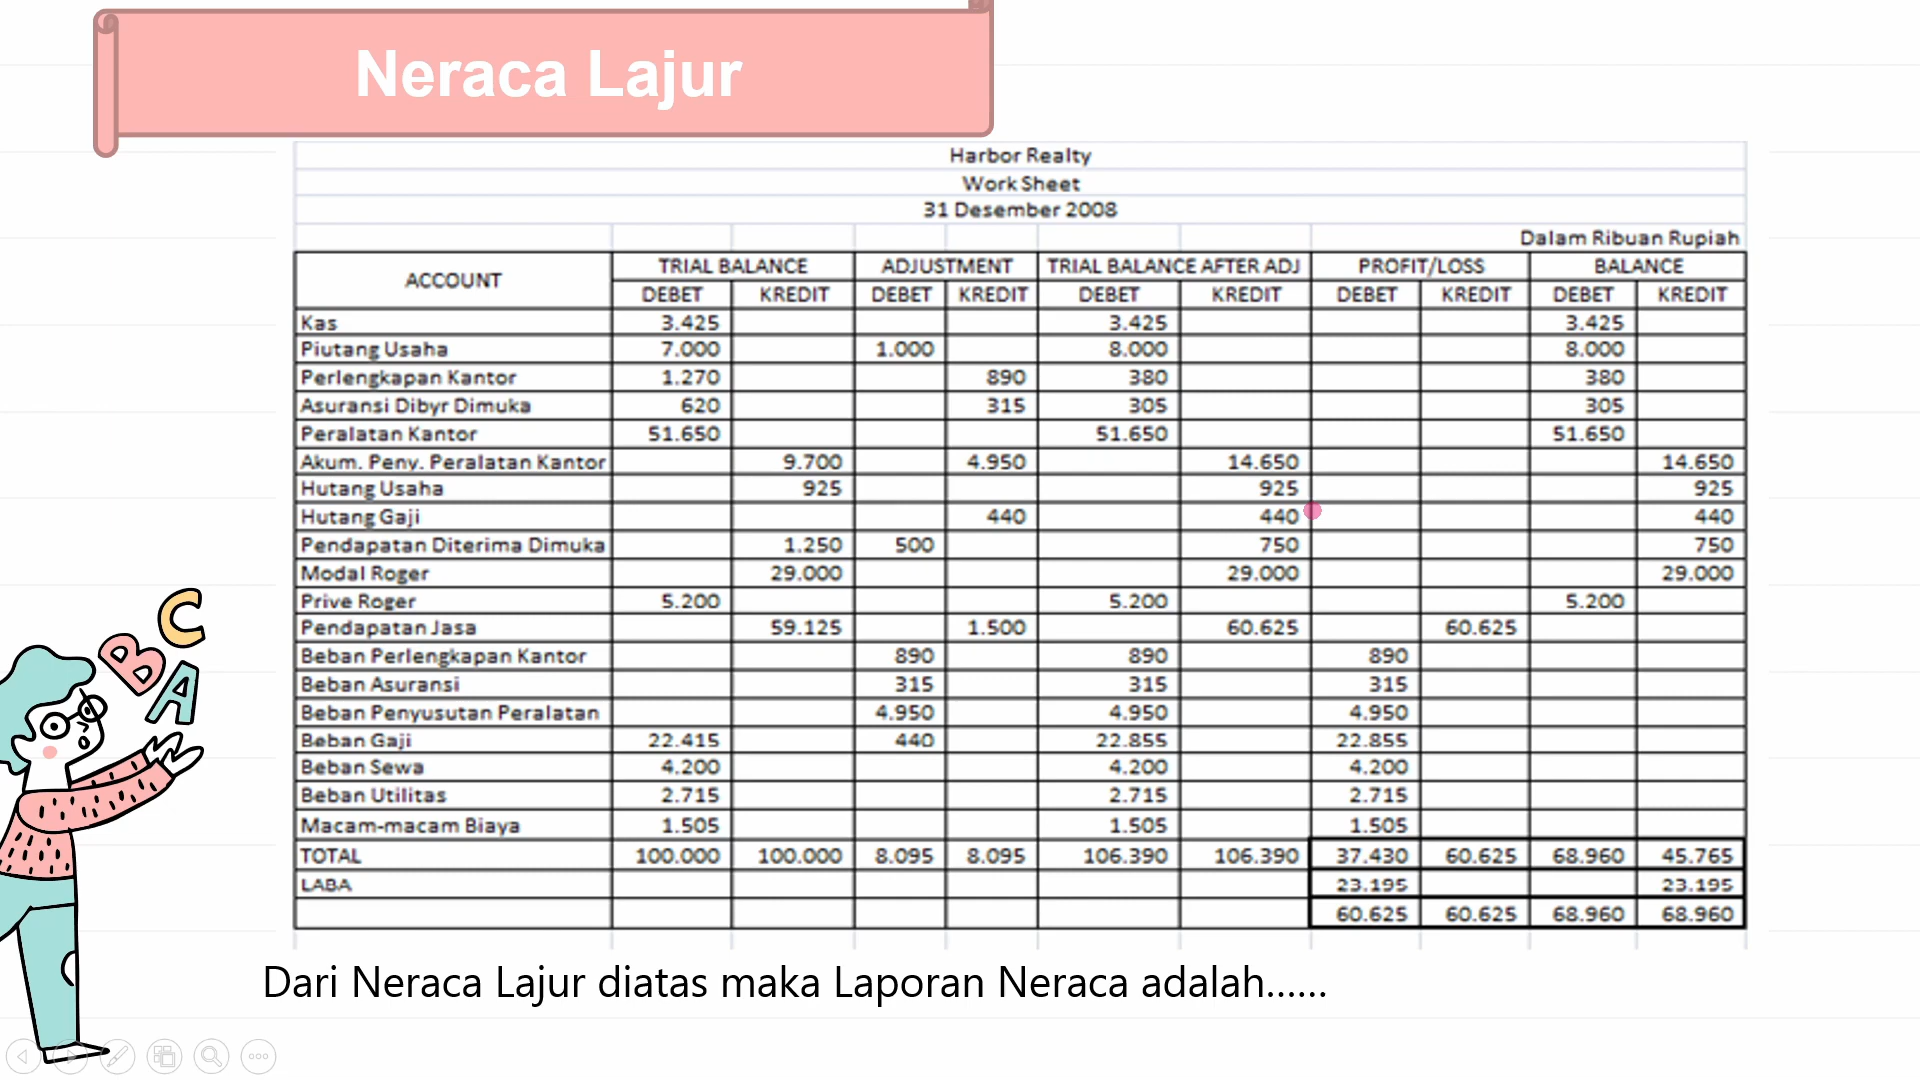 Neraca Lajur
Harbor Realty
Work Sheet
31 Desember 2008
Dalam Ribuan Rupiah
ACCOUNT TRIAL BALANCE ADJUSTMENT TRIAL BALANCE AFTER ADJ PROFIT/LOSS BALANCE
DEBET KREDIT DEBET KREDIT DEBET KREDIT DEBET KREDIT DEBET KREDIT
Kas 3.425 3.425 3.425
Piutang Usaha 7.000 1.000 8.000 8.000
Perlengkapan Kantor 1.270 890 380 380
Asuransi Dibyr Dimuka 620 315 305 305
Peralatan Kantor 51.650 51.650 51.650
Akum. Peny. Peralatan Kantor 9.700 4.950 14.650 14.650
Hutang Usaha 925 925 925
Hutang Gaji 440 440 440
Pendapatan Diterima Dimuka 1.250 500 750 750
Modal Roger 29.000 29.000 29.000
Prive Roger 5.200 5.200 5.200
Pendapatan Jasa 59.125 1.500 60.625 60.625
Beban Perlengkapan Kantor 890 890 890
Beban Asuransi 315 315 315
Beban Penyusutan Peralatan 4.950 4.950 4.950
Beban Gaji 22.415 440 22.855 22.855
Beban Sewa 4.200 4.200 4.200
Beban Utilitas 2.715 2.715 2.715
Macam-macam Biaya 1.505 1.505 1.505
TOTAL 100.000 100.000 8.095 8.095 106.390 106.390 37.430 60.625 68.960 45.765
LABA 23.195 23.195
60.625 60.625 68.960 68.960
B C A
Dari Neraca Lajur diatas maka Laporan Neraca adalah......